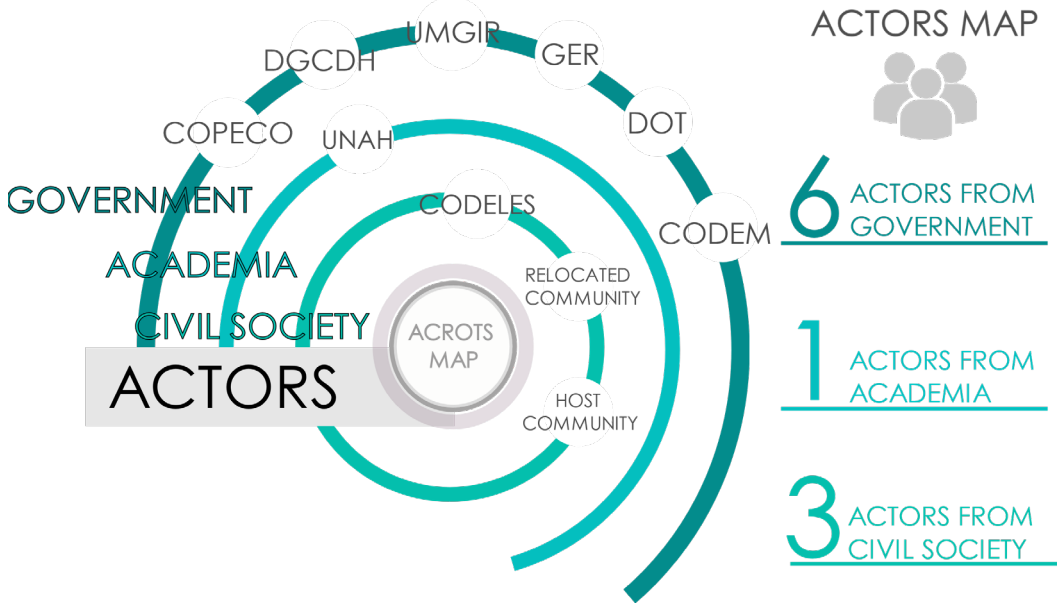 ACTORS MAP
UMGIR
DGCDH
GER
COPECO
DOT
UNAH
GOVERNMENT
CODELES
CODEM
6
ACTORS FROM
GOVERNMENT
ACADEMIA
RELOCATED
COMMUNITY
CIVIL SOCIETY
ACROTS
MAP
1
ACTORS FROM
ACADEMIA
ACTORS
HOST
COMMUNITY
3
ACTORS FROM
CIVIL SOCIETY